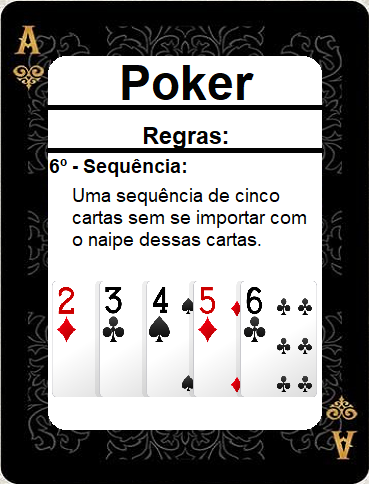 A
Poker
Regras:
6º - Sequência:
Uma sequência de cinco
cartas sem se importar com
o naipe dessas cartas.
2 3 4 5 6
A